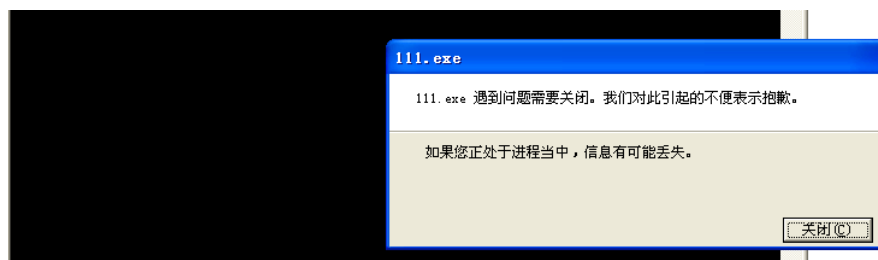 111.exe
111.exe 遇到问题需要关闭。我们对此引起的不便表示抱歉。
如果您正处于进程当中，信息有可能丢失。
关闭(C)